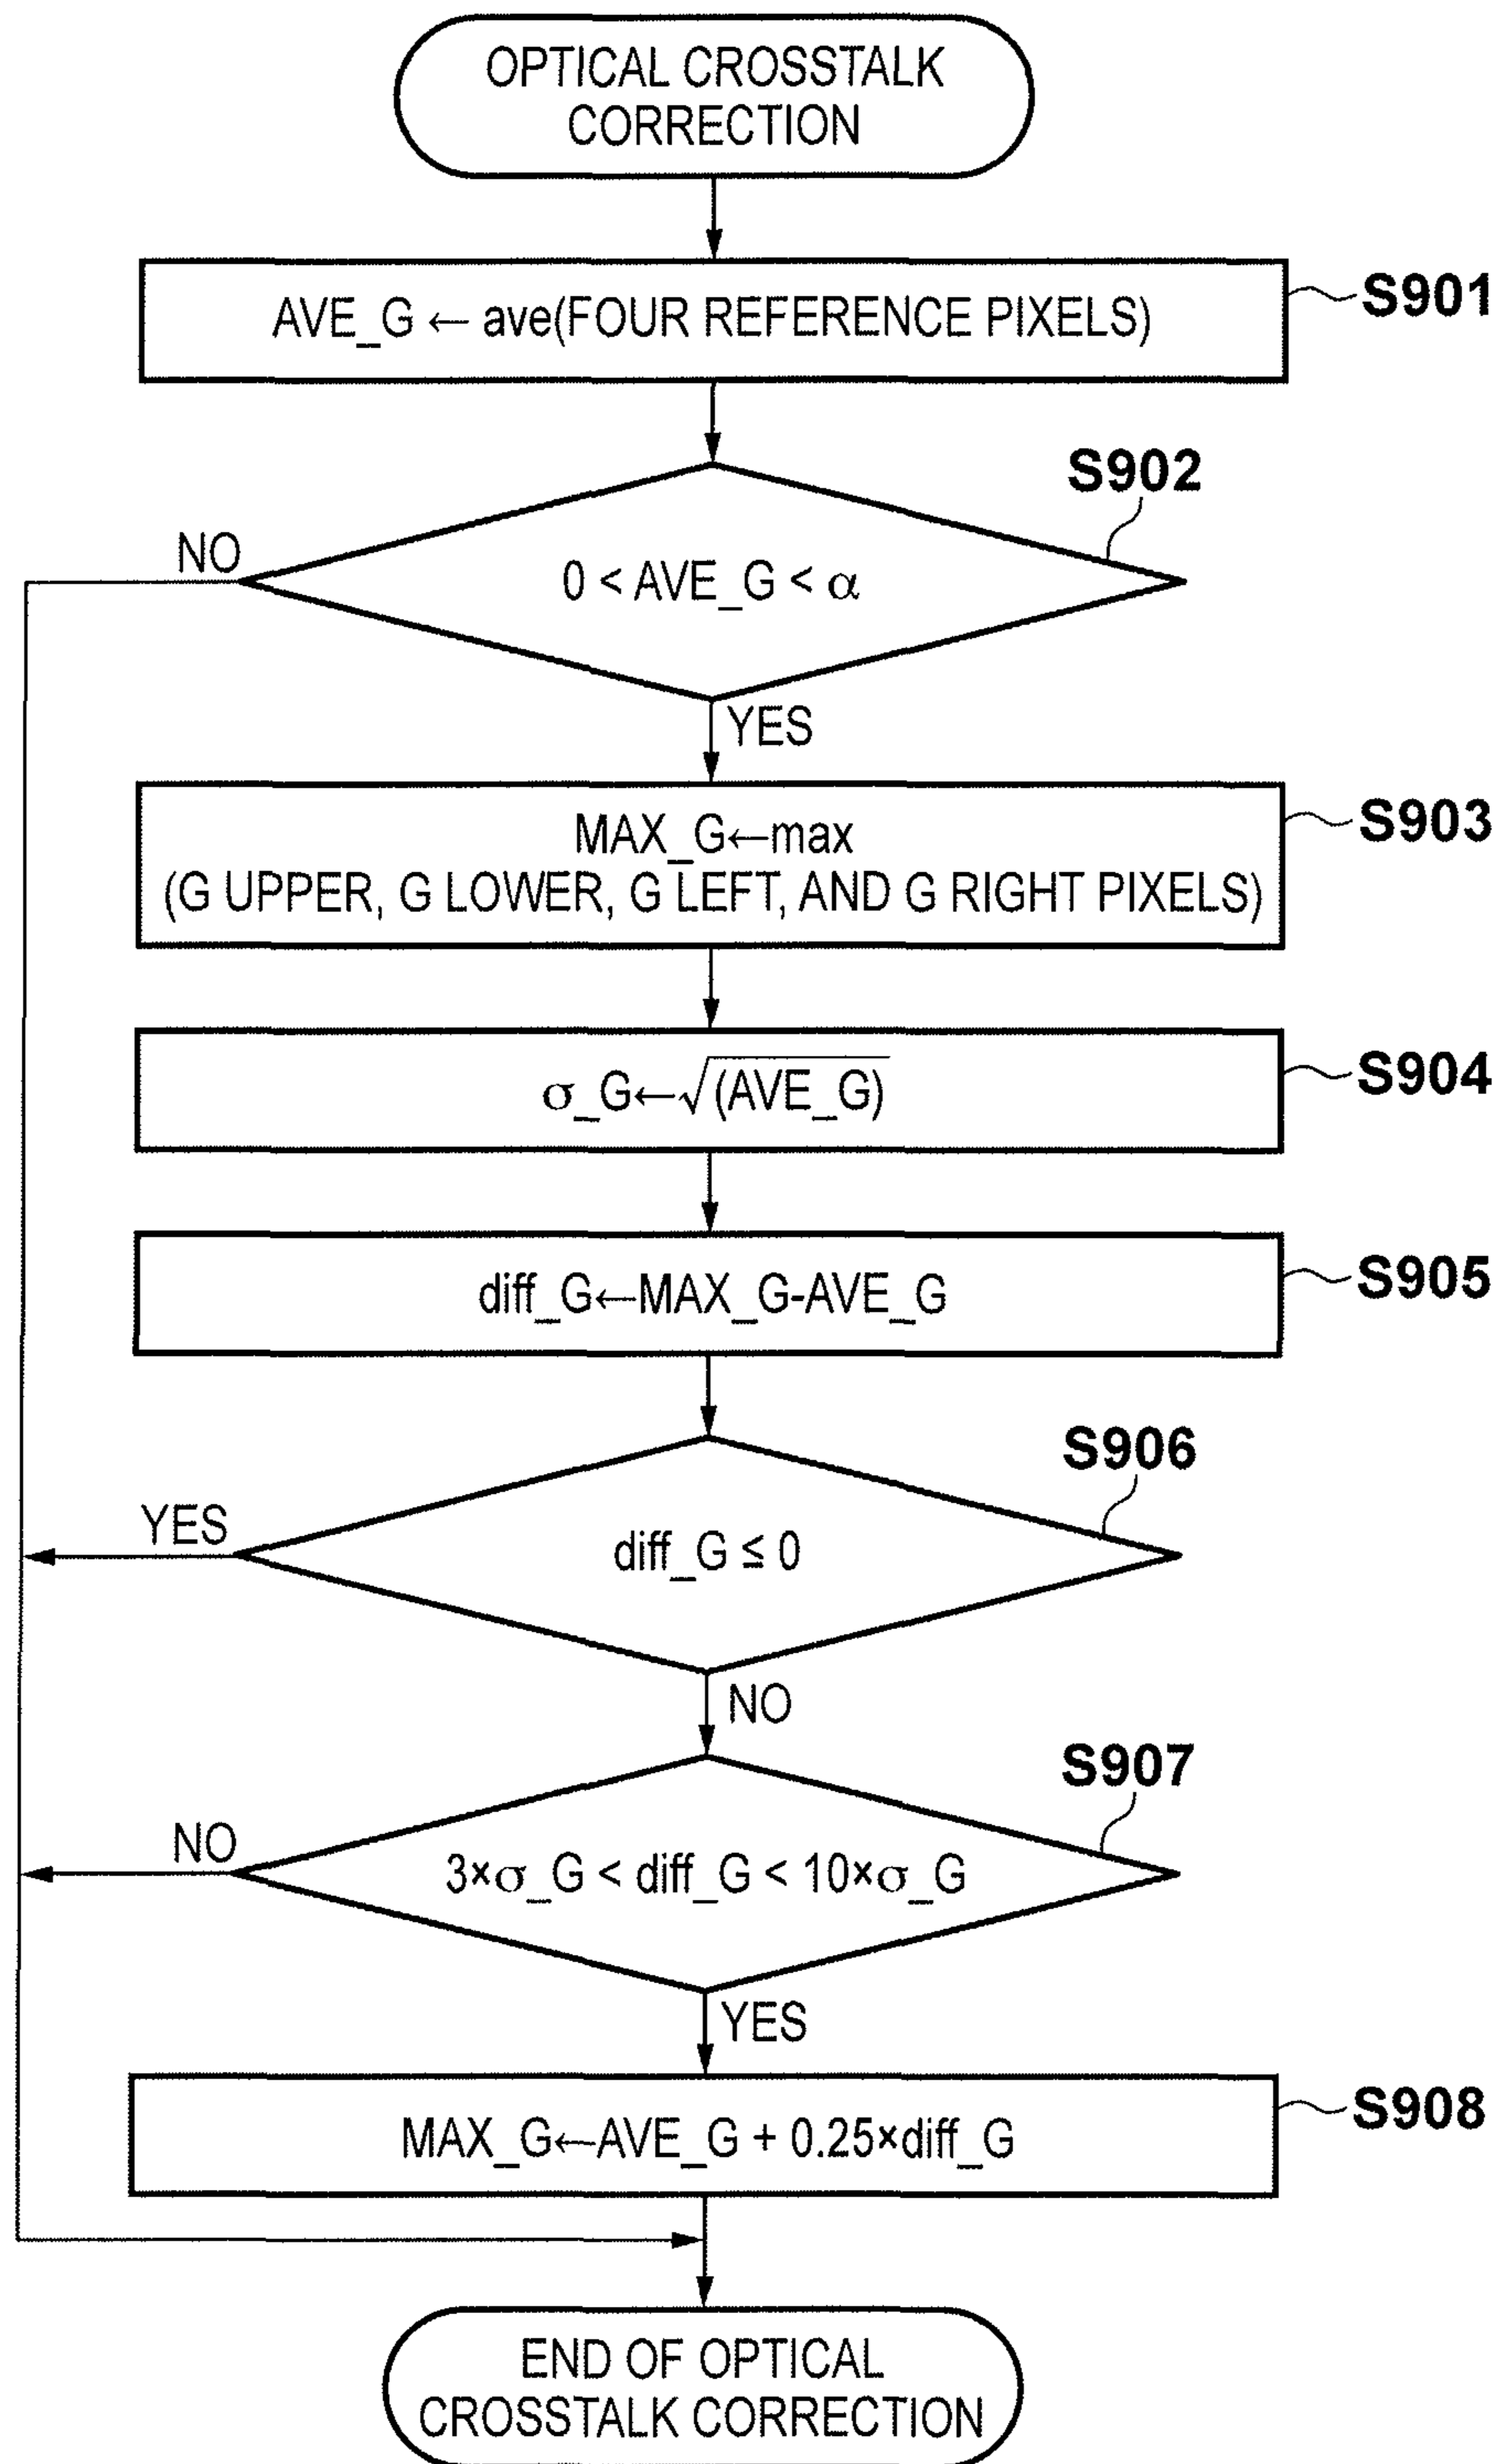 OPTICAL CROSSTALK
CORRECTION
AVE_G ← ave(FOUR REFERENCE PIXELS)
S901
S902
NO
0 < AVE_G < α
YES
MAX_G←max
(G UPPER, G LOWER, G LEFT, AND G RIGHT PIXELS)
S903
σ_G←√(AVE_G)
S904
diff_G←MAX_G-AVE_G
S905
S906
YES
diff_G ≤ 0
NO
S907
NO
3×σ_G < diff_G < 10×σ_G
YES
MAX_G←AVE_G + 0.25×diff_G
S908
END OF OPTICAL
CROSSTALK CORRECTION